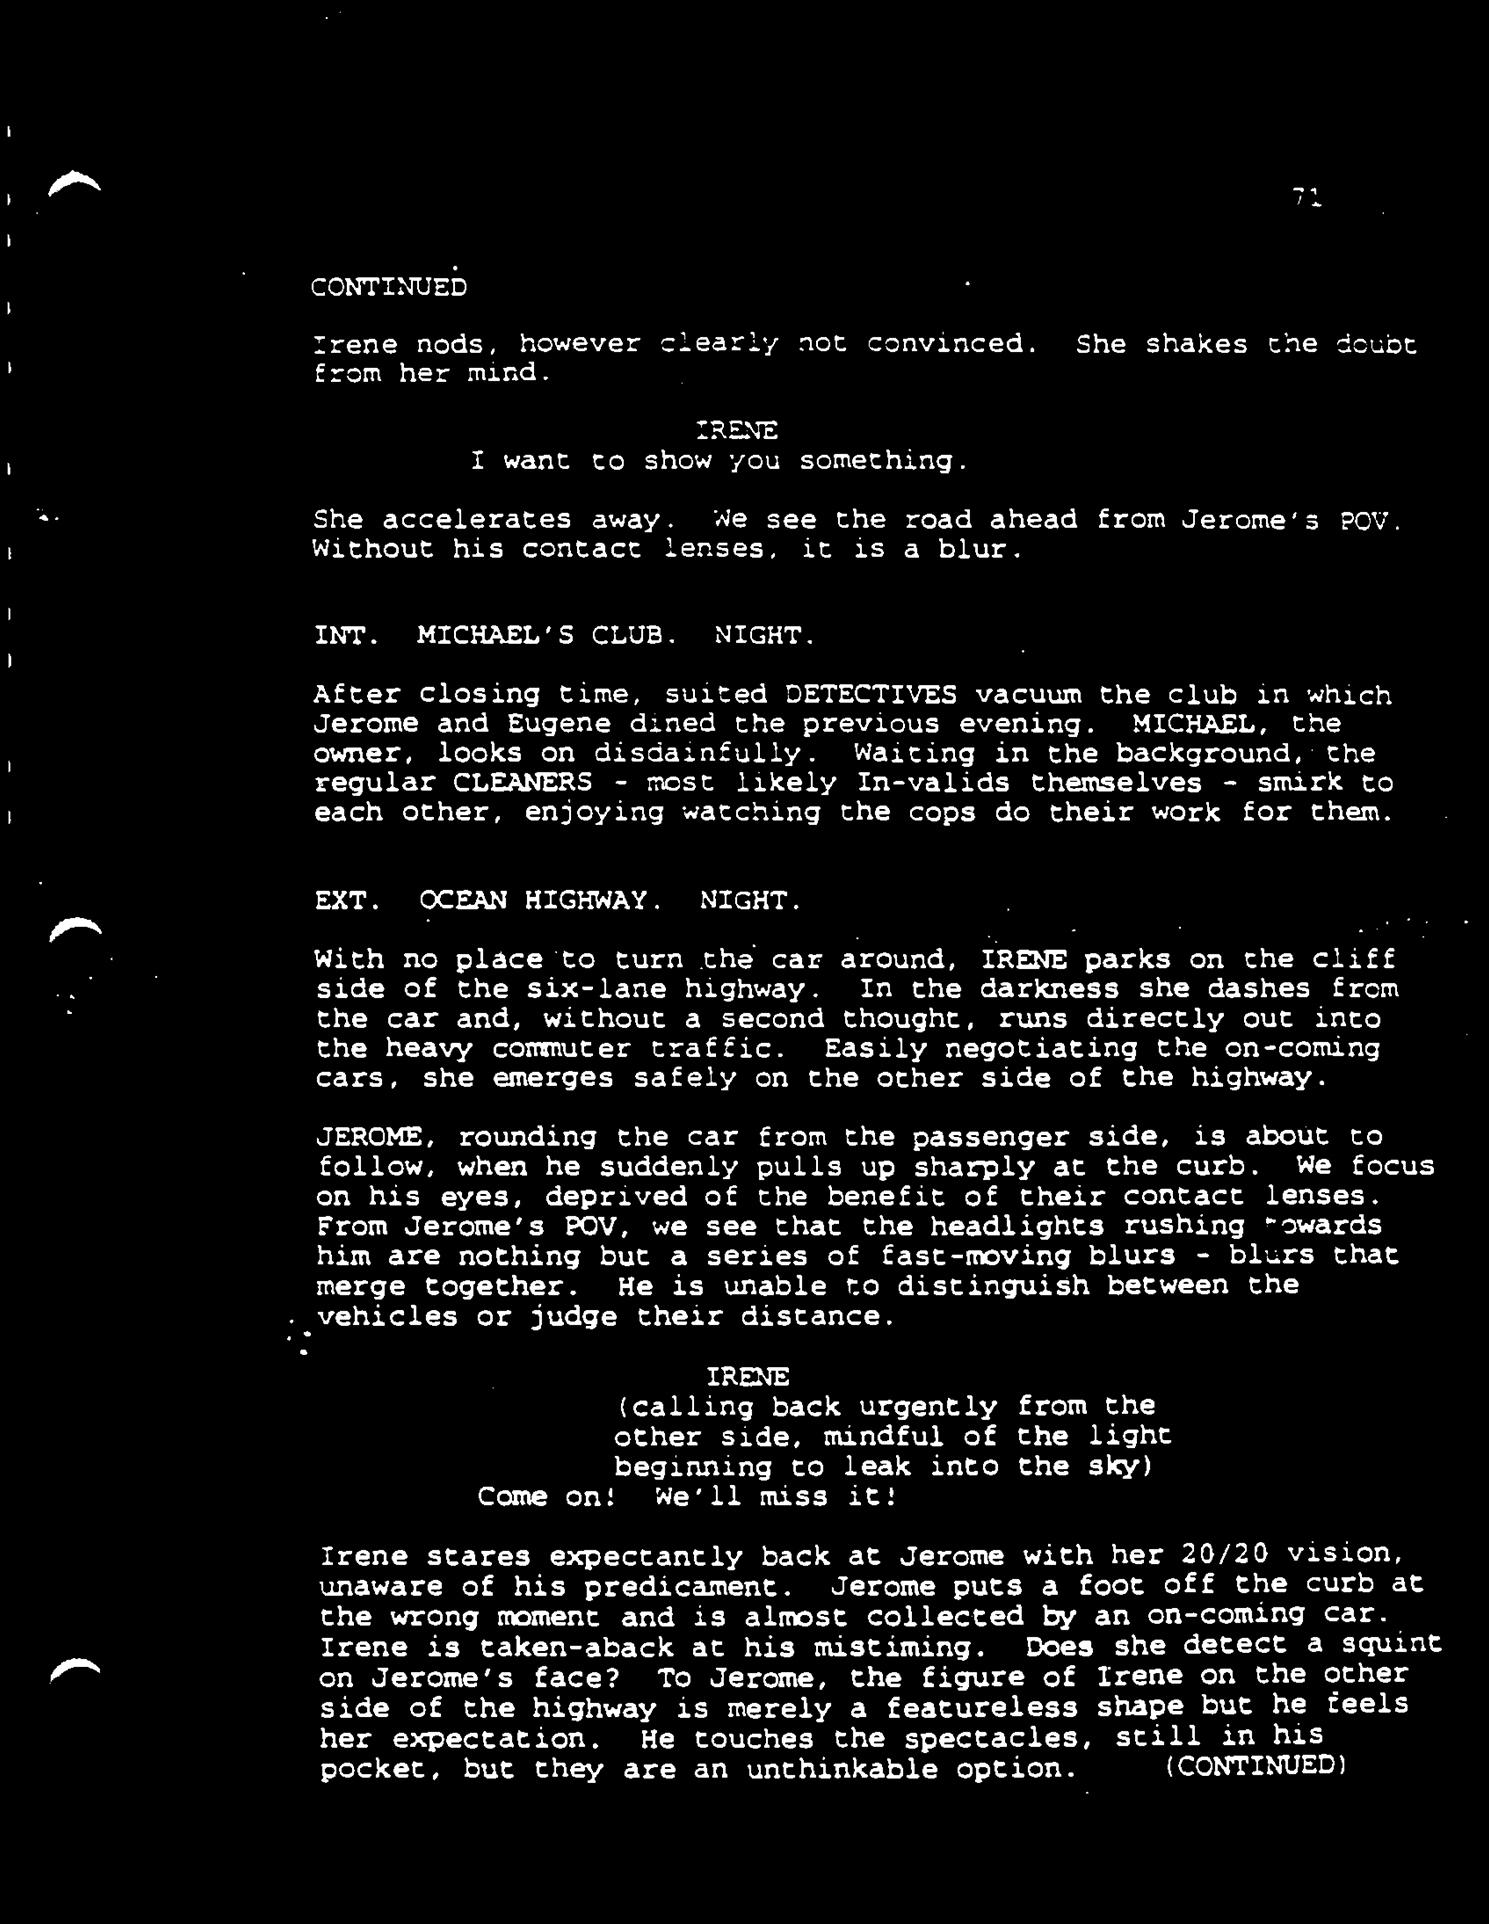 71
CONTINUED
Irene nods, however clearly not convinced. She shakes the doubt
from her mind.
IRENE
I want to show you something.
She accelerates away. We see the road ahead from Jerome's POV.
Without his contact lenses, it is a blur.
INT. MICHAEL'S CLUB. NIGHT.
After closing time, suited DETECTIVES vacuum the club in which
Jerome and Eugene dined the previous evening. MICHAEL, the
owner, looks on disdainfully. Waiting in the background, the
regular CLEANERS - most likely In-valids themselves - smirk to
each other, enjoying watching the cops do their work for them.
EXT. OCEAN HIGHWAY. NIGHT.
With no place to turn the car around, IRENE parks on the cliff
side of the six-lane highway. In the darkness she dashes from
the car and, without a second thought, runs directly out into
the heavy commuter traffic. Easily negotiating the on-coming
cars, she emerges safely on the other side of the highway.
JEROME, rounding the car from the passenger side, is about to
follow, when he suddenly pulls up sharply at the curb. We focus
on his eyes, deprived of the benefit of their contact lenses.
From Jerome's POV, we see that the headlights rushing towards
him are nothing but a series of fast-moving blurs - blurs that
merge together. He is unable to distinguish between the
vehicles or judge their distance.
IRENE
(calling back urgently from the
other side, mindful of the light
beginning to leak into the sky)
Come on! We'll miss it!
Irene stares expectantly back at Jerome with her 20/20 vision,
unaware of his predicament. Jerome puts a foot off the curb at
the wrong moment and is almost collected by an on-coming car.
Irene is taken-aback at his mistiming. Does she detect a squint
on Jerome's face? To Jerome, the figure of Irene on the other
side of the highway is merely a featureless shape but he feels
her expectation. He touches the spectacles, still in his
pocket, but they are an unthinkable option. (CONTINUED)